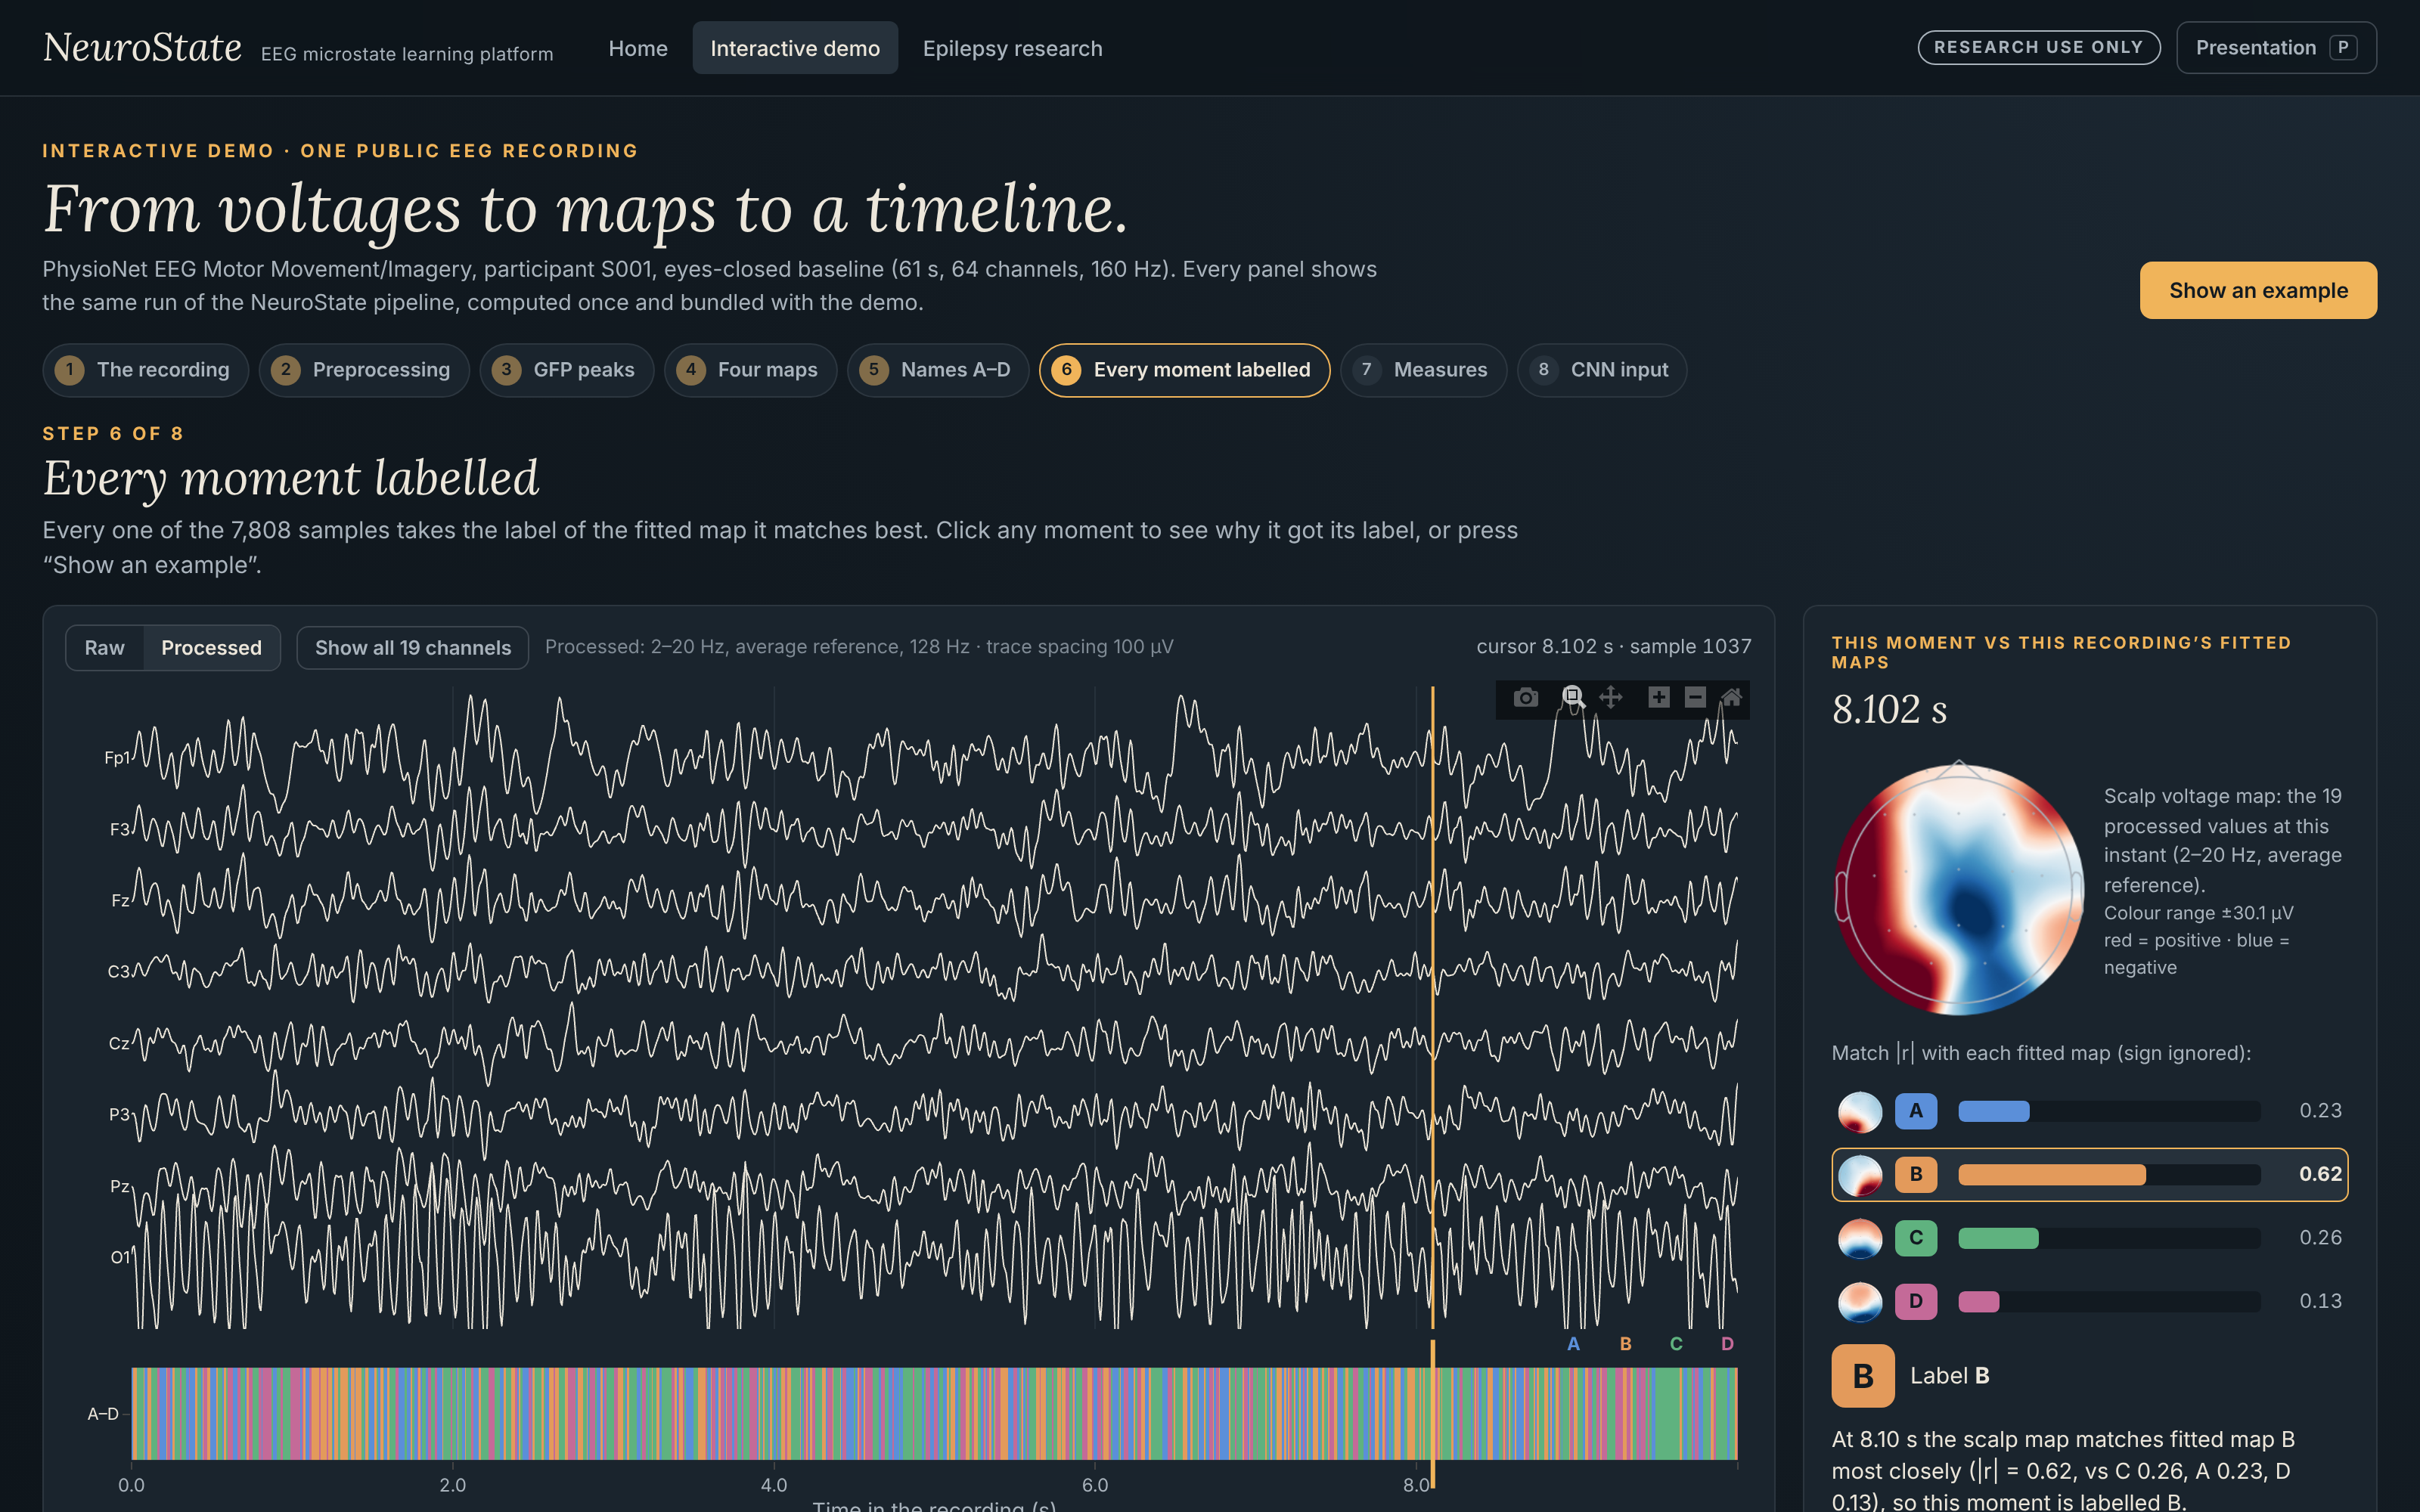 NeuroState EEG microstate learning platform Home Interactive demo Epilepsy research RESEARCH USE ONLY Presentation P
INTERACTIVE DEMO · ONE PUBLIC EEG RECORDING
From voltages to maps to a timeline.
PhysioNet EEG Motor Movement/Imagery, participant S001, eyes-closed baseline (61 s, 64 channels, 160 Hz). Every panel shows
the same run of the NeuroState pipeline, computed once and bundled with the demo.
Show an example
1 The recording 2 Preprocessing 3 GFP peaks 4 Four maps 5 Names A–D 6 Every moment labelled 7 Measures 8 CNN input
STEP 6 OF 8
Every moment labelled
Every one of the 7,808 samples takes the label of the fitted map it matches best. Click any moment to see why it got its label, or press
“Show an example”.
Raw Processed Show all 19 channels Processed: 2–20 Hz, average reference, 128 Hz · trace spacing 100 µV cursor 8.102 s · sample 1037
Fp1
F3
Fz
C3
Cz
P3
Pz
O1
A B C D
A–D
0.0 2.0 4.0 6.0 8.0
Time in the recording (s)
THIS MOMENT VS THIS RECORDING’S FITTED
MAPS
8.102 s
Scalp voltage map: the 19
processed values at this
instant (2–20 Hz, average
reference).
Colour range ±30.1 µV
red = positive · blue =
negative
Match |r| with each fitted map (sign ignored):
A 0.23
B 0.62
C 0.26
D 0.13
B Label B
At 8.10 s the scalp map matches fitted map B
most closely (|r| = 0.62, vs C 0.26, A 0.23, D
0.13), so this moment is labelled B.